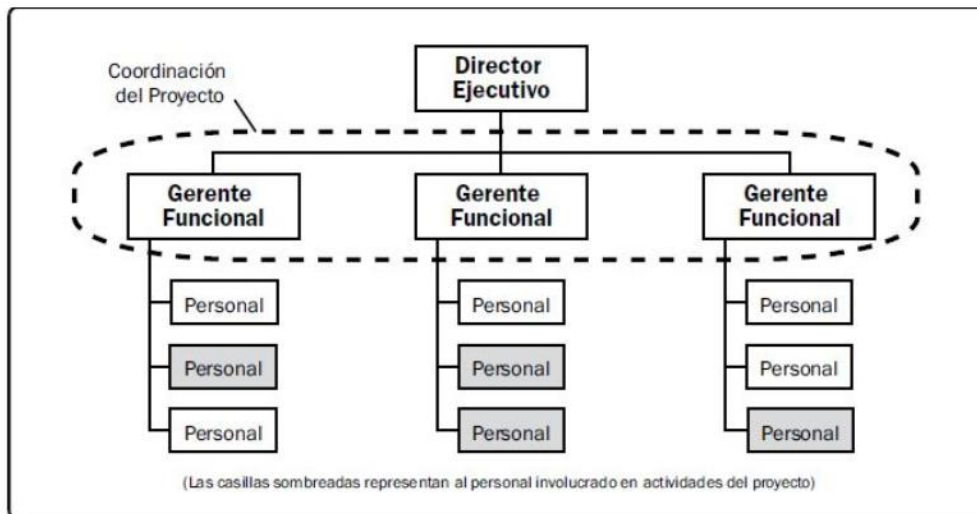 Director
Ejecutivo
Coordinación
del Proyecto
Gerente
Funcional
Gerente
Funcional
Gerente
Funcional
Personal
Personal
Personal
Personal
Personal
Personal
Personal
Personal
Personal
(Las casillas sombreadas representan al personal involucrado en actividades del proyecto)